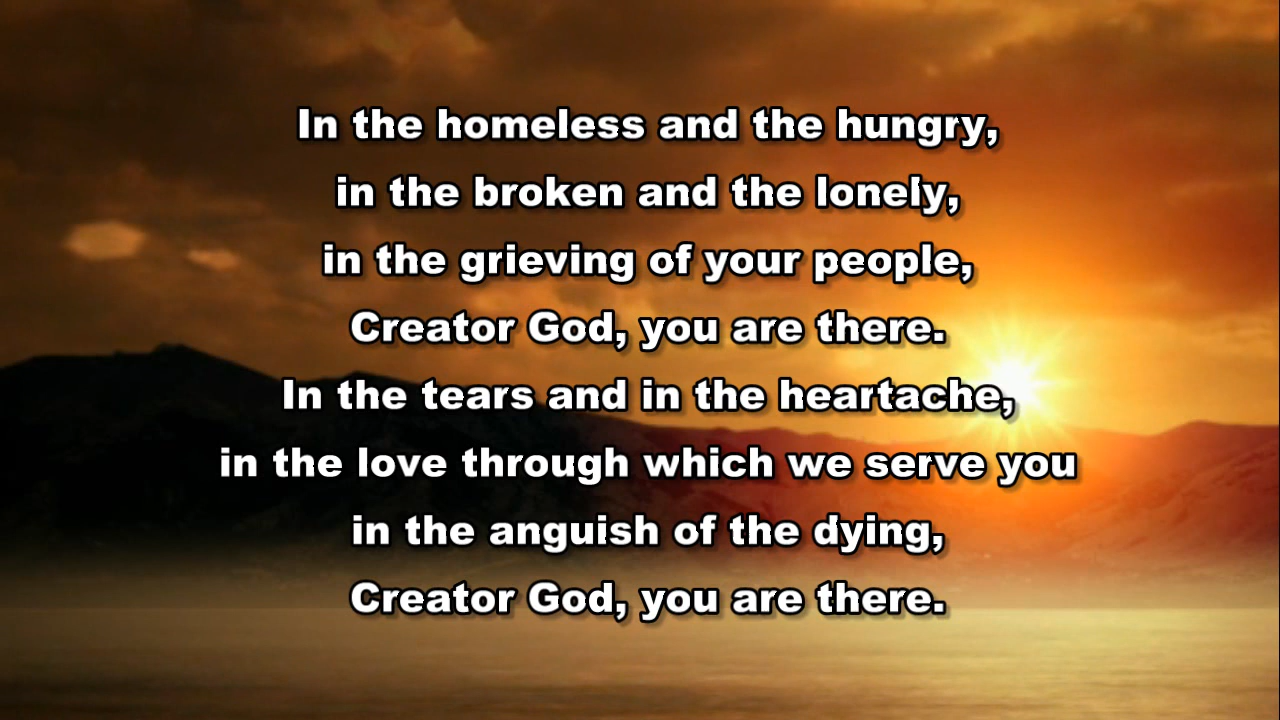 In the homeless and the hungry,
in the broken and the lonely,
in the grieving of your people,
Creator God, you are there.
In the tears and in the heartache,
in the love through which we serve you
in the anguish of the dying,
Creator God, you are there.